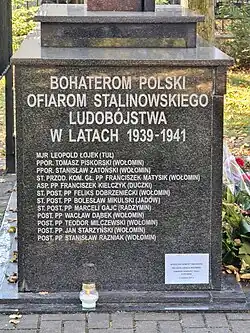 BOHATEROM POLSKI
OFIAROM STALINOWSKIEGO
LUDOBÓJSTWA
W LATACH 1939-1941
MJR LEOPOLD ŁOJEK (TUŁ)
PPOR. TOMASZ PISKORSKI (WOŁOMIN)
PPOR. STANISŁAW ZATOŃSKI (WOŁOMIN)
ST. PRZOD. KOM. GŁ. PP FRANCISZEK MATYSIK (WOŁOMIN)
ASP. PP FRANCISZEK KIELCZYK (DUCZKI)
ST. POST. PP FELIKS DOBRZENIECKI (WOŁOMIN)
ST. POST. PP BOLESŁAW MIKULSKI (JADÓW)
ST. POST. PP MARCELI GAJC (RADZYMIN)
POST. PP WACŁAW DĄBEK (WOŁOMIN)
POST. PP TEODOR MILCZEWSKI (WOŁOMIN)
POST. PP JAN STARZYŃSKI (WOŁOMIN)
POST. PP STANISŁAW RAŹNIAK (WOŁOMIN)